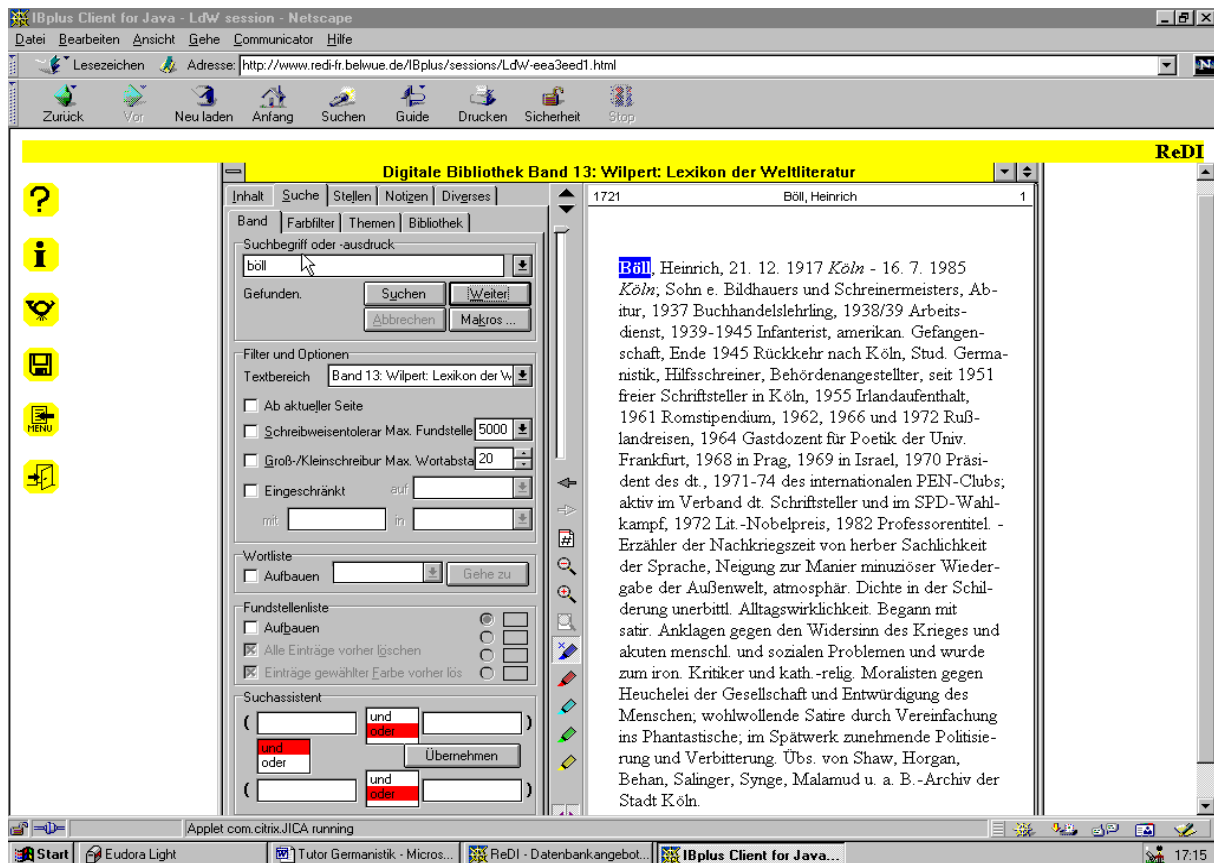 IBplus Client for Java - LdW session - Netscape
Datei Bearbeiten Ansicht Gehe Communicator Hilfe
Lesezeichen Adresse: http://www.redi-fr.belwue.de/IBplus/sessions/LdW-eea3eed1.html
N
Zurück Vor Neu laden Anfang Suchen Guide Drucken Sicherheit Stop
ReDI
Digitale Bibliothek Band 13: Wilpert: Lexikon der Weltliteratur
?
i
MENU
Inhalt Suche Stellen Notizen Diverses
Band Farbfilter Themen Bibliothek
Suchbegriff oder -ausdruck
böll
Gefunden. Suchen Weiter
Abbrechen Makros ...
Filter und Optionen
Textbereich Band 13: Wilpert: Lexikon der W
Ab aktueller Seite
Schreibweisentolerar Max. Fundstelle 5000
Groß-/Kleinschreibur Max. Wortabsta 20
Eingeschränkt auf
mit in
Wortliste
Aufbauen Gehe zu
Fundstellenliste
Aufbauen
Alle Einträge vorher löschen
Einträge gewählter Farbe vorher lös
Suchassistent
( und )
oder
und
oder Übernehmen
( und )
oder
#
1721 Böll, Heinrich 1
Böll, Heinrich, 21. 12. 1917 Köln - 16. 7. 1985
Köln; Sohn e. Bildhauers und Schreinermeisters, Ab-
itur, 1937 Buchhandelslehrling, 1938/39 Arbeits-
dienst, 1939-1945 Infanterist, amerikan. Gefangen-
schaft, Ende 1945 Rückkehr nach Köln, Stud. Germa-
nistik, Hilfsschreiner, Behördenangestellter, seit 1951
freier Schriftsteller in Köln, 1955 Irlandaufenthalt,
1961 Romstipendium, 1962, 1966 und 1972 Ruß-
landreisen, 1964 Gastdozent für Poetik der Univ.
Frankfurt, 1968 in Prag, 1969 in Israel, 1970 Präsi-
dent des dt., 1971-74 des internationalen PEN-Clubs;
aktiv im Verband dt. Schriftsteller und im SPD-Wahl-
kampf, 1972 Lit.-Nobelpreis, 1982 Professorentitel. -
Erzähler der Nachkriegszeit von herber Sachlichkeit
der Sprache, Neigung zur Manier minuziöser Wieder-
gabe der Außenwelt, atmosphär. Dichte in der Schil-
derung unerbittl. Alltagswirklichkeit. Begann mit
satir. Anklagen gegen den Widersinn des Krieges und
akuten menschl. und sozialen Problemen und wurde
zum iron. Kritiker und kath.-relig. Moralisten gegen
Heuchelei der Gesellschaft und Entwürdigung des
Menschen; wohlwollende Satire durch Vereinfachung
ins Phantastische; im Spätwerk zunehmende Politisie-
rung und Verbitterung. Übs. von Shaw, Horgan,
Behan, Salinger, Synge, Malamud u. a. B.-Archiv der
Stadt Köln.
Applet com.citrix.JICA running
Start Eudora Light Tutor Germanistik - Micros... ReDI - Datenbankangebot... IBplus Client for Java... 17:15